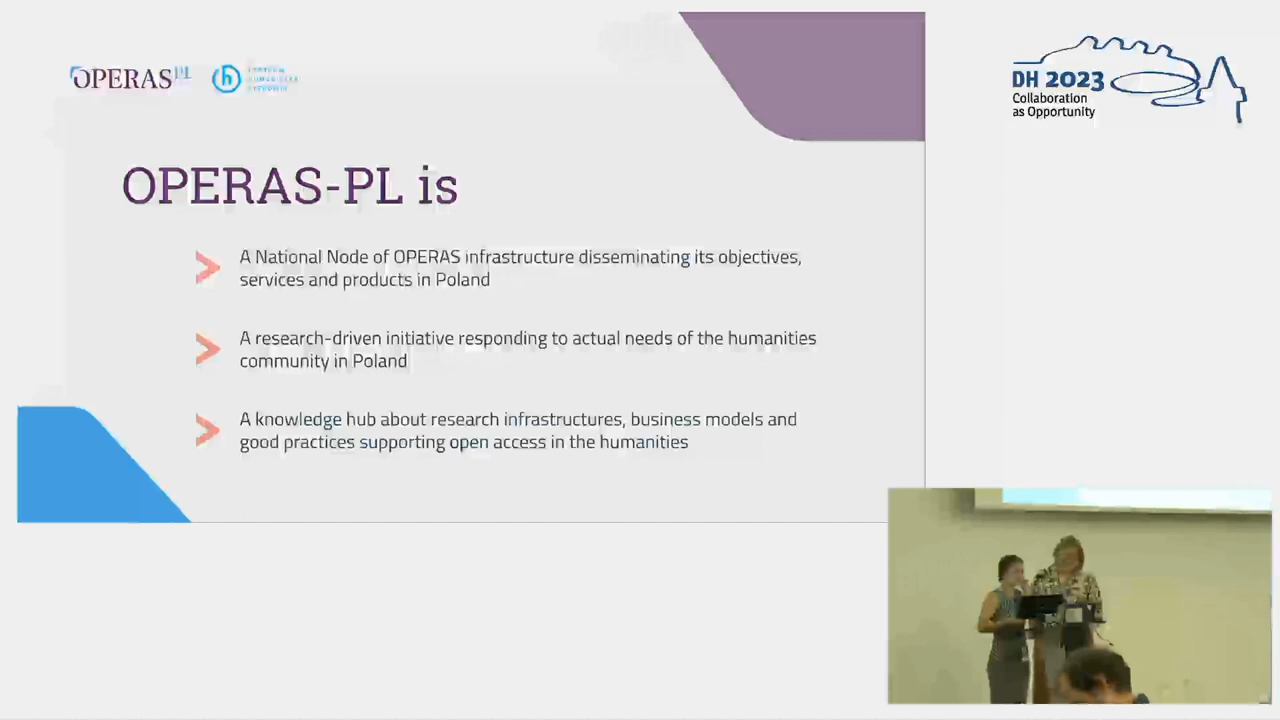 OPERAS PL
DH 2023
Collaboration
as Opportunity
OPERAS-PL is
A National Node of OPERAS infrastructure disseminating its objectives,
services and products in Poland
A research-driven initiative responding to actual needs of the humanities
community in Poland
A knowledge hub about research infrastructures, business models and
good practices supporting open access in the humanities